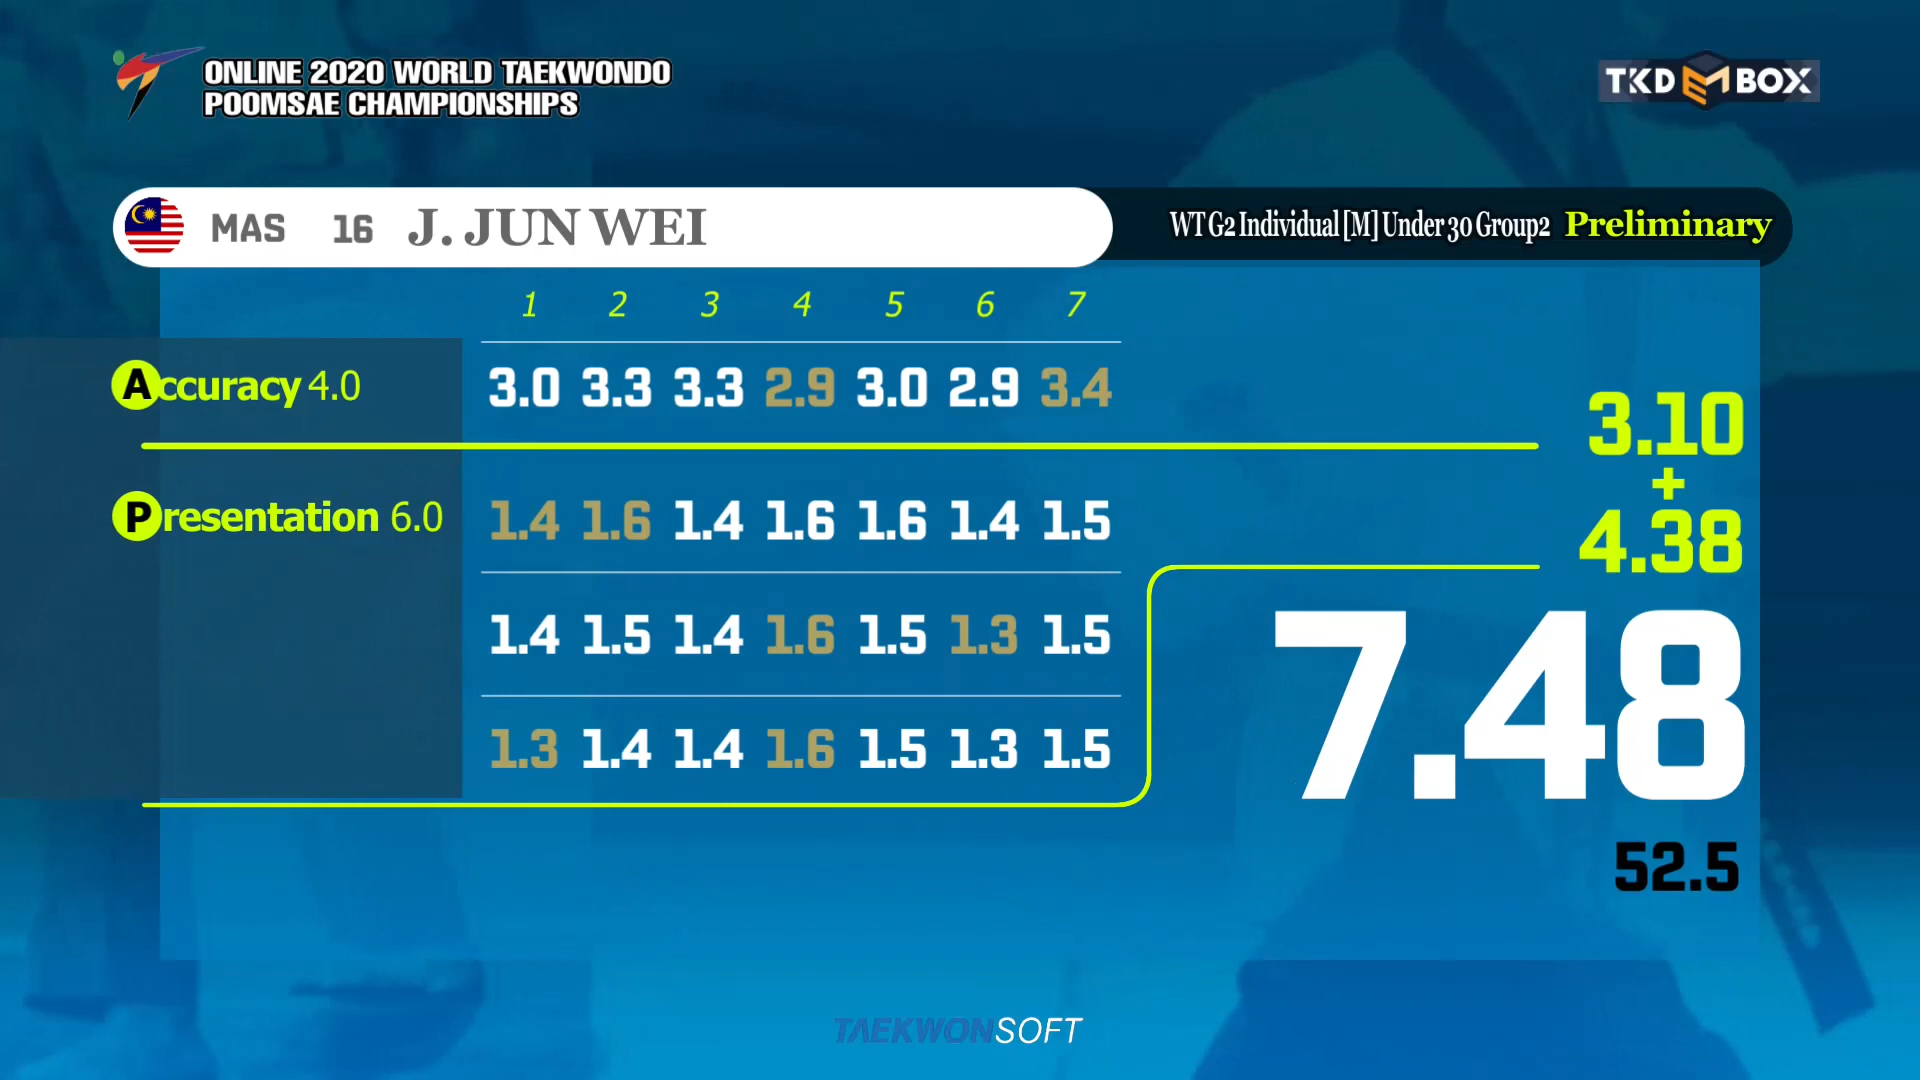 ONLINE 2020 WORLD TAEKWONDO
POOMSAE CHAMPIONSHIPS
TKD BOX
MAS 16 J. JUN WEI
WT G2 Individual [M] Under 30 Group2 Preliminary
1 2 3 4 5 6 7
Accuracy 4.0 3.0 3.3 3.3 2.9 3.0 2.9 3.4
3.10
+
Presentation 6.0 1.4 1.6 1.4 1.6 1.6 1.4 1.5
4.38
1.4 1.5 1.4 1.6 1.5 1.3 1.5
7.48
1.3 1.4 1.4 1.6 1.5 1.3 1.5
52.5
TAEKWONSOFT